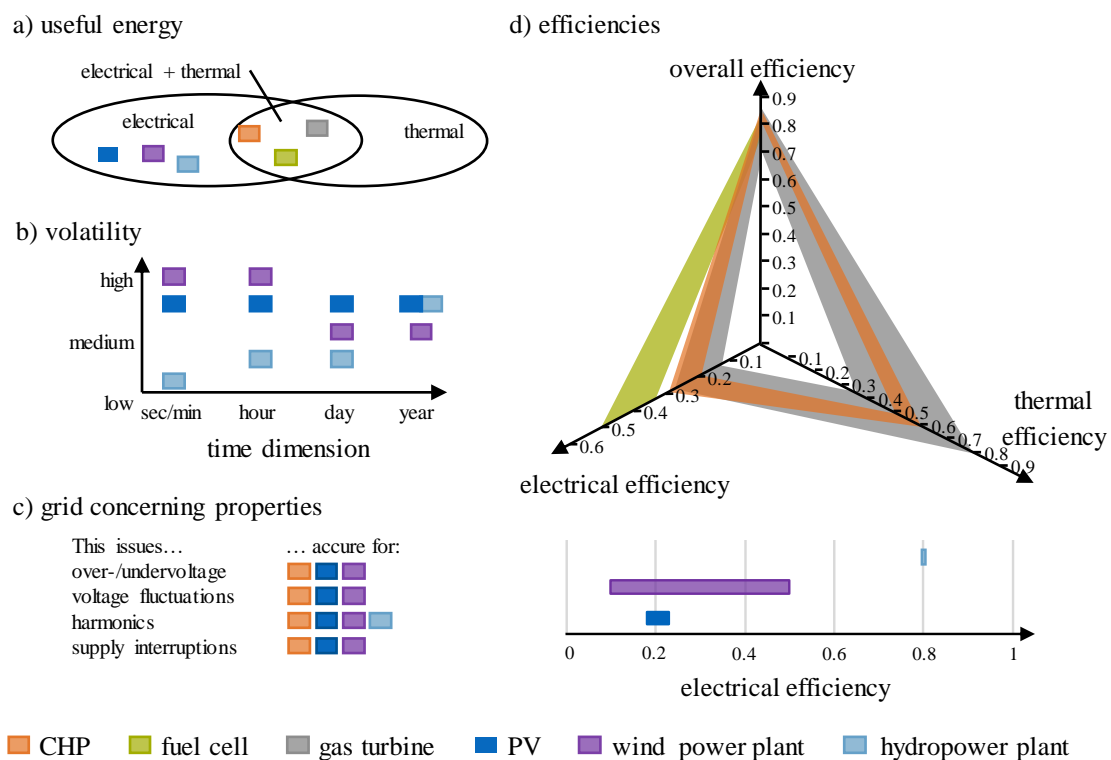 a) useful energy
electrical + thermal
electrical
thermal
b) volatility
high
medium
low
sec/min hour day year
time dimension
c) grid concerning properties
This issues… … accure for:
over-/undervoltage
voltage fluctuations
harmonics
supply interruptions
d) efficiencies
overall efficiency
0.9
0.8
0.7
0.6
0.5
0.4
0.3
0.2
0.1
0.1
0.2
0.3
0.4
0.5
0.6
0.7
0.8
0.9
thermal
efficiency
0.1
0.2
0.3
0.4
0.5
0.6
electrical efficiency
0 0.2 0.4 0.6 0.8 1
electrical efficiency
CHP fuel cell gas turbine PV wind power plant hydropower plant